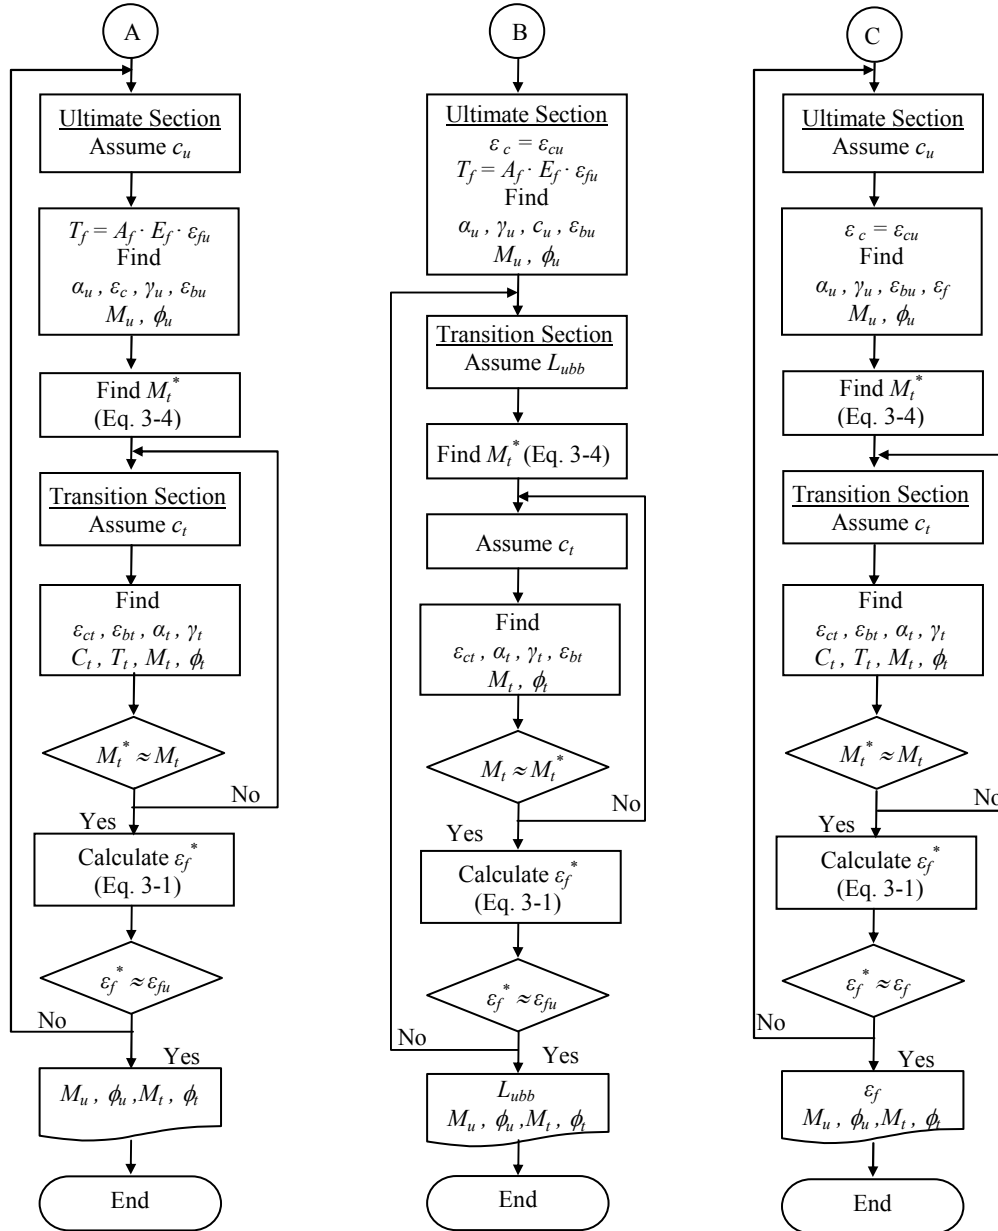 A
Ultimate Section
Assume c_u
T_f = A_f · E_f · ε_fu
Find
α_u , ε_c , γ_u , ε_bu
M_u , ϕ_u
Find M_t^*
(Eq. 3-4)
Transition Section
Assume c_t
Find
ε_ct , ε_bt , α_t , γ_t
C_t , T_t , M_t , ϕ_t
M_t^* ≈ M_t
No
Yes
Calculate ε_f^*
(Eq. 3-1)
ε_f^* ≈ ε_fu
No
Yes
M_u , ϕ_u ,M_t , ϕ_t
End
B
Ultimate Section
ε_c = ε_cu
T_f = A_f · E_f · ε_fu
Find
α_u , γ_u , c_u , ε_bu
M_u , ϕ_u
Transition Section
Assume L_ubb
Find M_t^* (Eq. 3-4)
Assume c_t
Find
ε_ct , α_t , γ_t , ε_bt
M_t , ϕ_t
M_t ≈ M_t^*
No
Yes
Calculate ε_f^*
(Eq. 3-1)
ε_f^* ≈ ε_fu
No
Yes
L_ubb
M_u , ϕ_u ,M_t , ϕ_t
End
C
Ultimate Section
Assume c_u
ε_c = ε_cu
Find
α_u , γ_u , ε_bu , ε_f
M_u , ϕ_u
Find M_t^*
(Eq. 3-4)
Transition Section
Assume c_t
Find
ε_ct , ε_bt , α_t , γ_t
C_t , T_t , M_t , ϕ_t
M_t^* ≈ M_t
No
Yes
Calculate ε_f^*
(Eq. 3-1)
ε_f^* ≈ ε_f
No
Yes
ε_f
M_u , ϕ_u ,M_t , ϕ_t
End